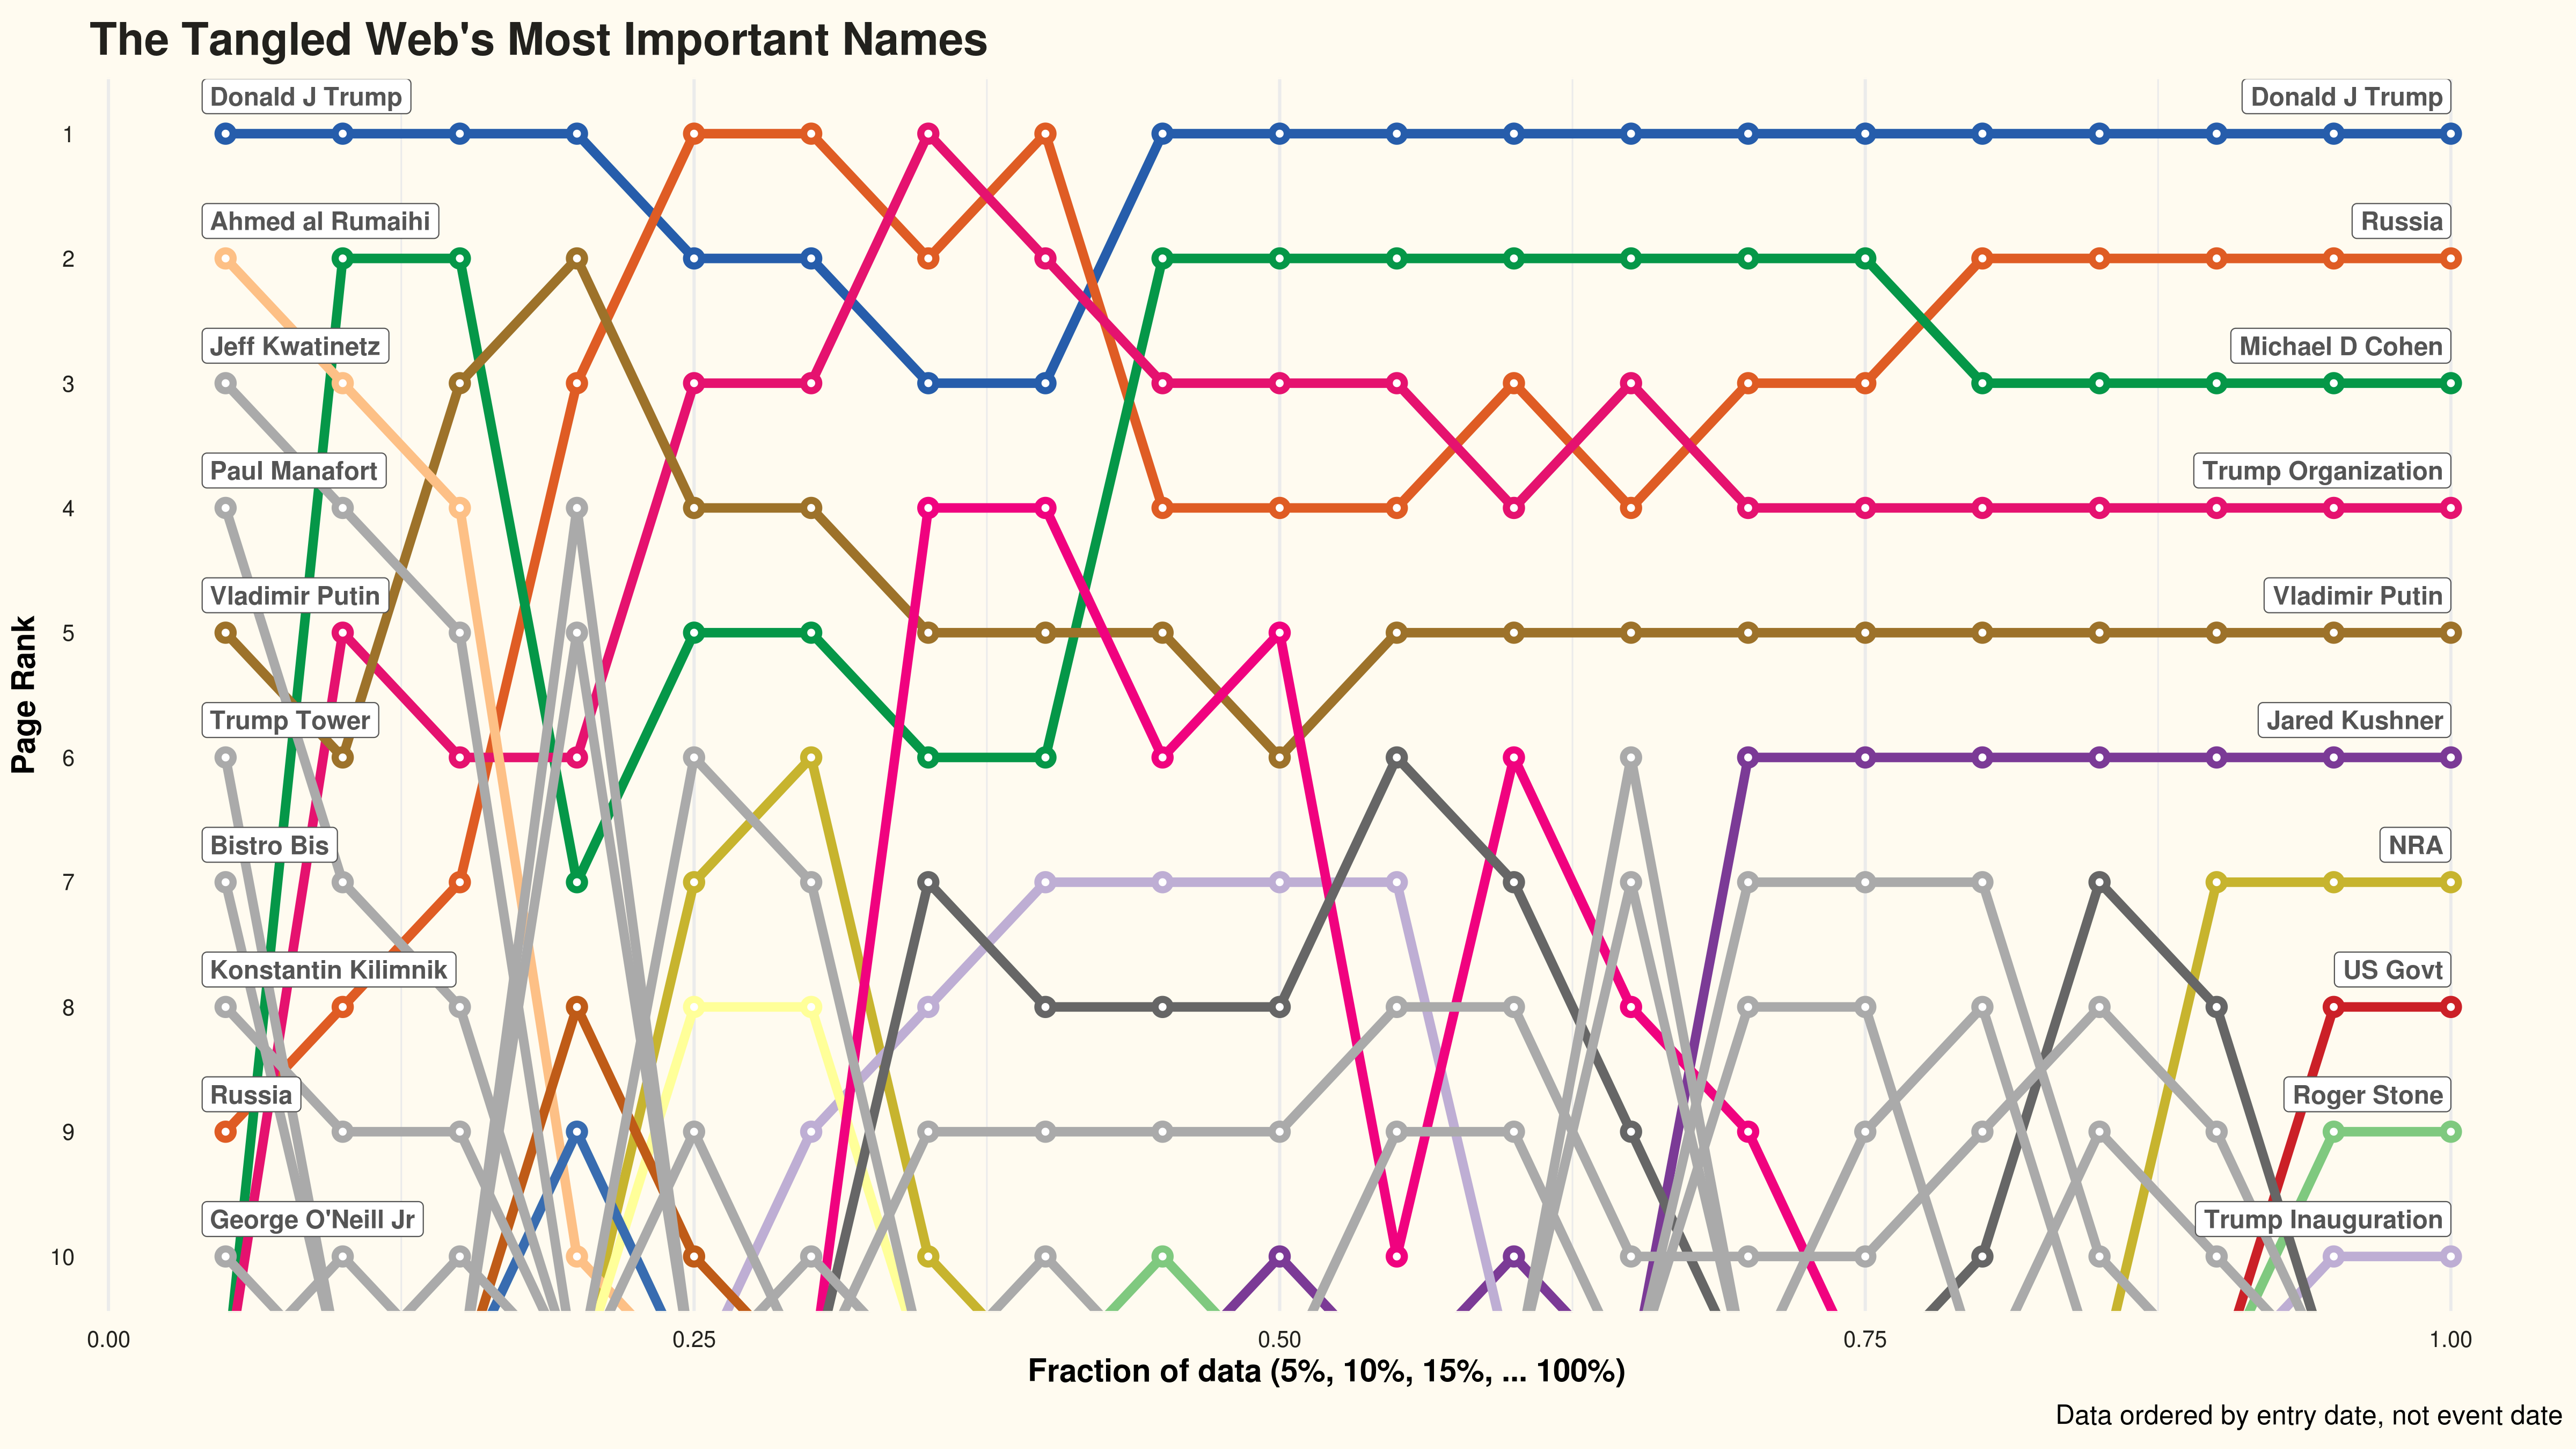 The Tangled Web's Most Important Names
Donald J Trump
Donald J Trump
1
Ahmed al Rumaihi
Russia
2
Jeff Kwatinetz
Michael D Cohen
3
Paul Manafort
Trump Organization
4
Vladimir Putin
Vladimir Putin
5
Trump Tower
Jared Kushner
6
Bistro Bis
NRA
7
Konstantin Kilimnik
US Govt
8
Russia
Roger Stone
9
George O'Neill Jr
Trump Inauguration
10
Page Rank
0.00
0.25
0.50
0.75
1.00
Fraction of data (5%, 10%, 15%, ... 100%)
Data ordered by entry date, not event date